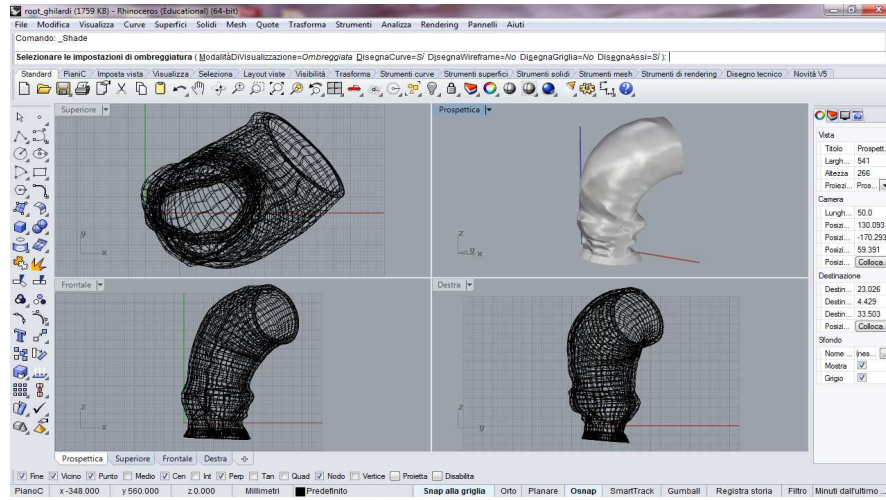 root_ghilardi (1759 KB) - Rhinoceros (Educational) (64-bit)
File Modifica Visualizza Curve Superfici Solidi Mesh Quote Trasforma Strumenti Analizza Rendering Pannelli Aiuti
Comando: _Shade
Selezionare le impostazioni di ombreggiatura ( ModalitàDiVisualizzazione=Ombreggiata DisegnaCurve=Sì DisegnaWireframe=No DisegnaGriglia=No DisegnaAssi=Sì ):
Standard PianiC Imposta vista Visualizza Seleziona Layout viste Visibilità Trasforma Strumenti curve Strumenti superfici Strumenti solidi Strumenti mesh Strumenti di rendering Disegno tecnico Novità V5
Superiore
y
x
Prospettica
z
y x
Frontale
z
x
Destra
z
y
Vista
Titolo Prospett...
Largh... 541
Altezza 266
Proiezi... Pros...
Camera
Lungh... 50.0
Posizi... 130.093
Posizi... -170.293
Posizi... 59.391
Posizi... Colloca...
Destinazione
Destin... 23.026
Destin... 4.429
Destin... 33.503
Posizi... Colloca...
Sfondo
Nome ... (nes... ...
Mostra
Grigio
Prospettica Superiore Frontale Destra
Fine Vicino Punto Medio Cen Int Perp Tan Quad Nodo Vertice Proietta Disabilita
PianoC x -348.000 y 560.000 z 0.000 Millimetri Predefinito Snap alla griglia Orto Planare Osnap SmartTrack Gumball Registra storia Filtro Minuti dall'ultimo ...